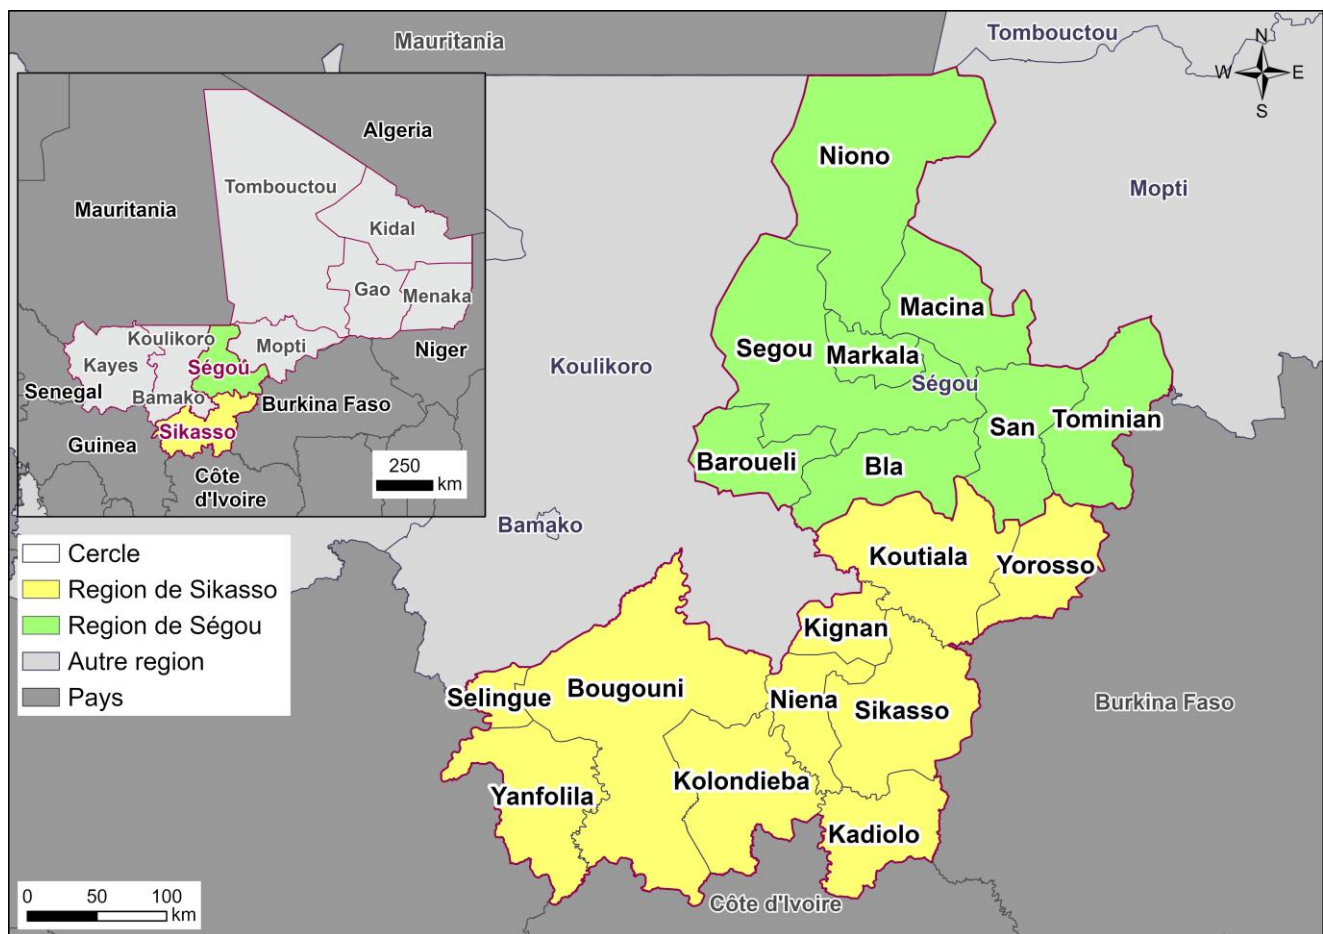 Mauritania
Tombouctou
N
W
E
S
Algeria
Tombouctou
Mauritania
Kidal
Gao
Menaka
Koulikoro
Kayes
Mopti
Ségou
Niger
Senegal
Bamako
Burkina Faso
Sikasso
Guinea
Côte
d'Ivoire
250
km
Niono
Mopti
Macina
Koulikoro
Segou
Markala
Ségou
San
Tominian
Baroueli
Bla
Bamako
Koutiala
Yorosso
Kignan
Selingue
Bougouni
Niena
Sikasso
Burkina Faso
Yanfolila
Kolondieba
Kadiolo
Côte d'Ivoire
Cercle
Region de Sikasso
Region de Ségou
Autre region
Pays
0 50 100
km